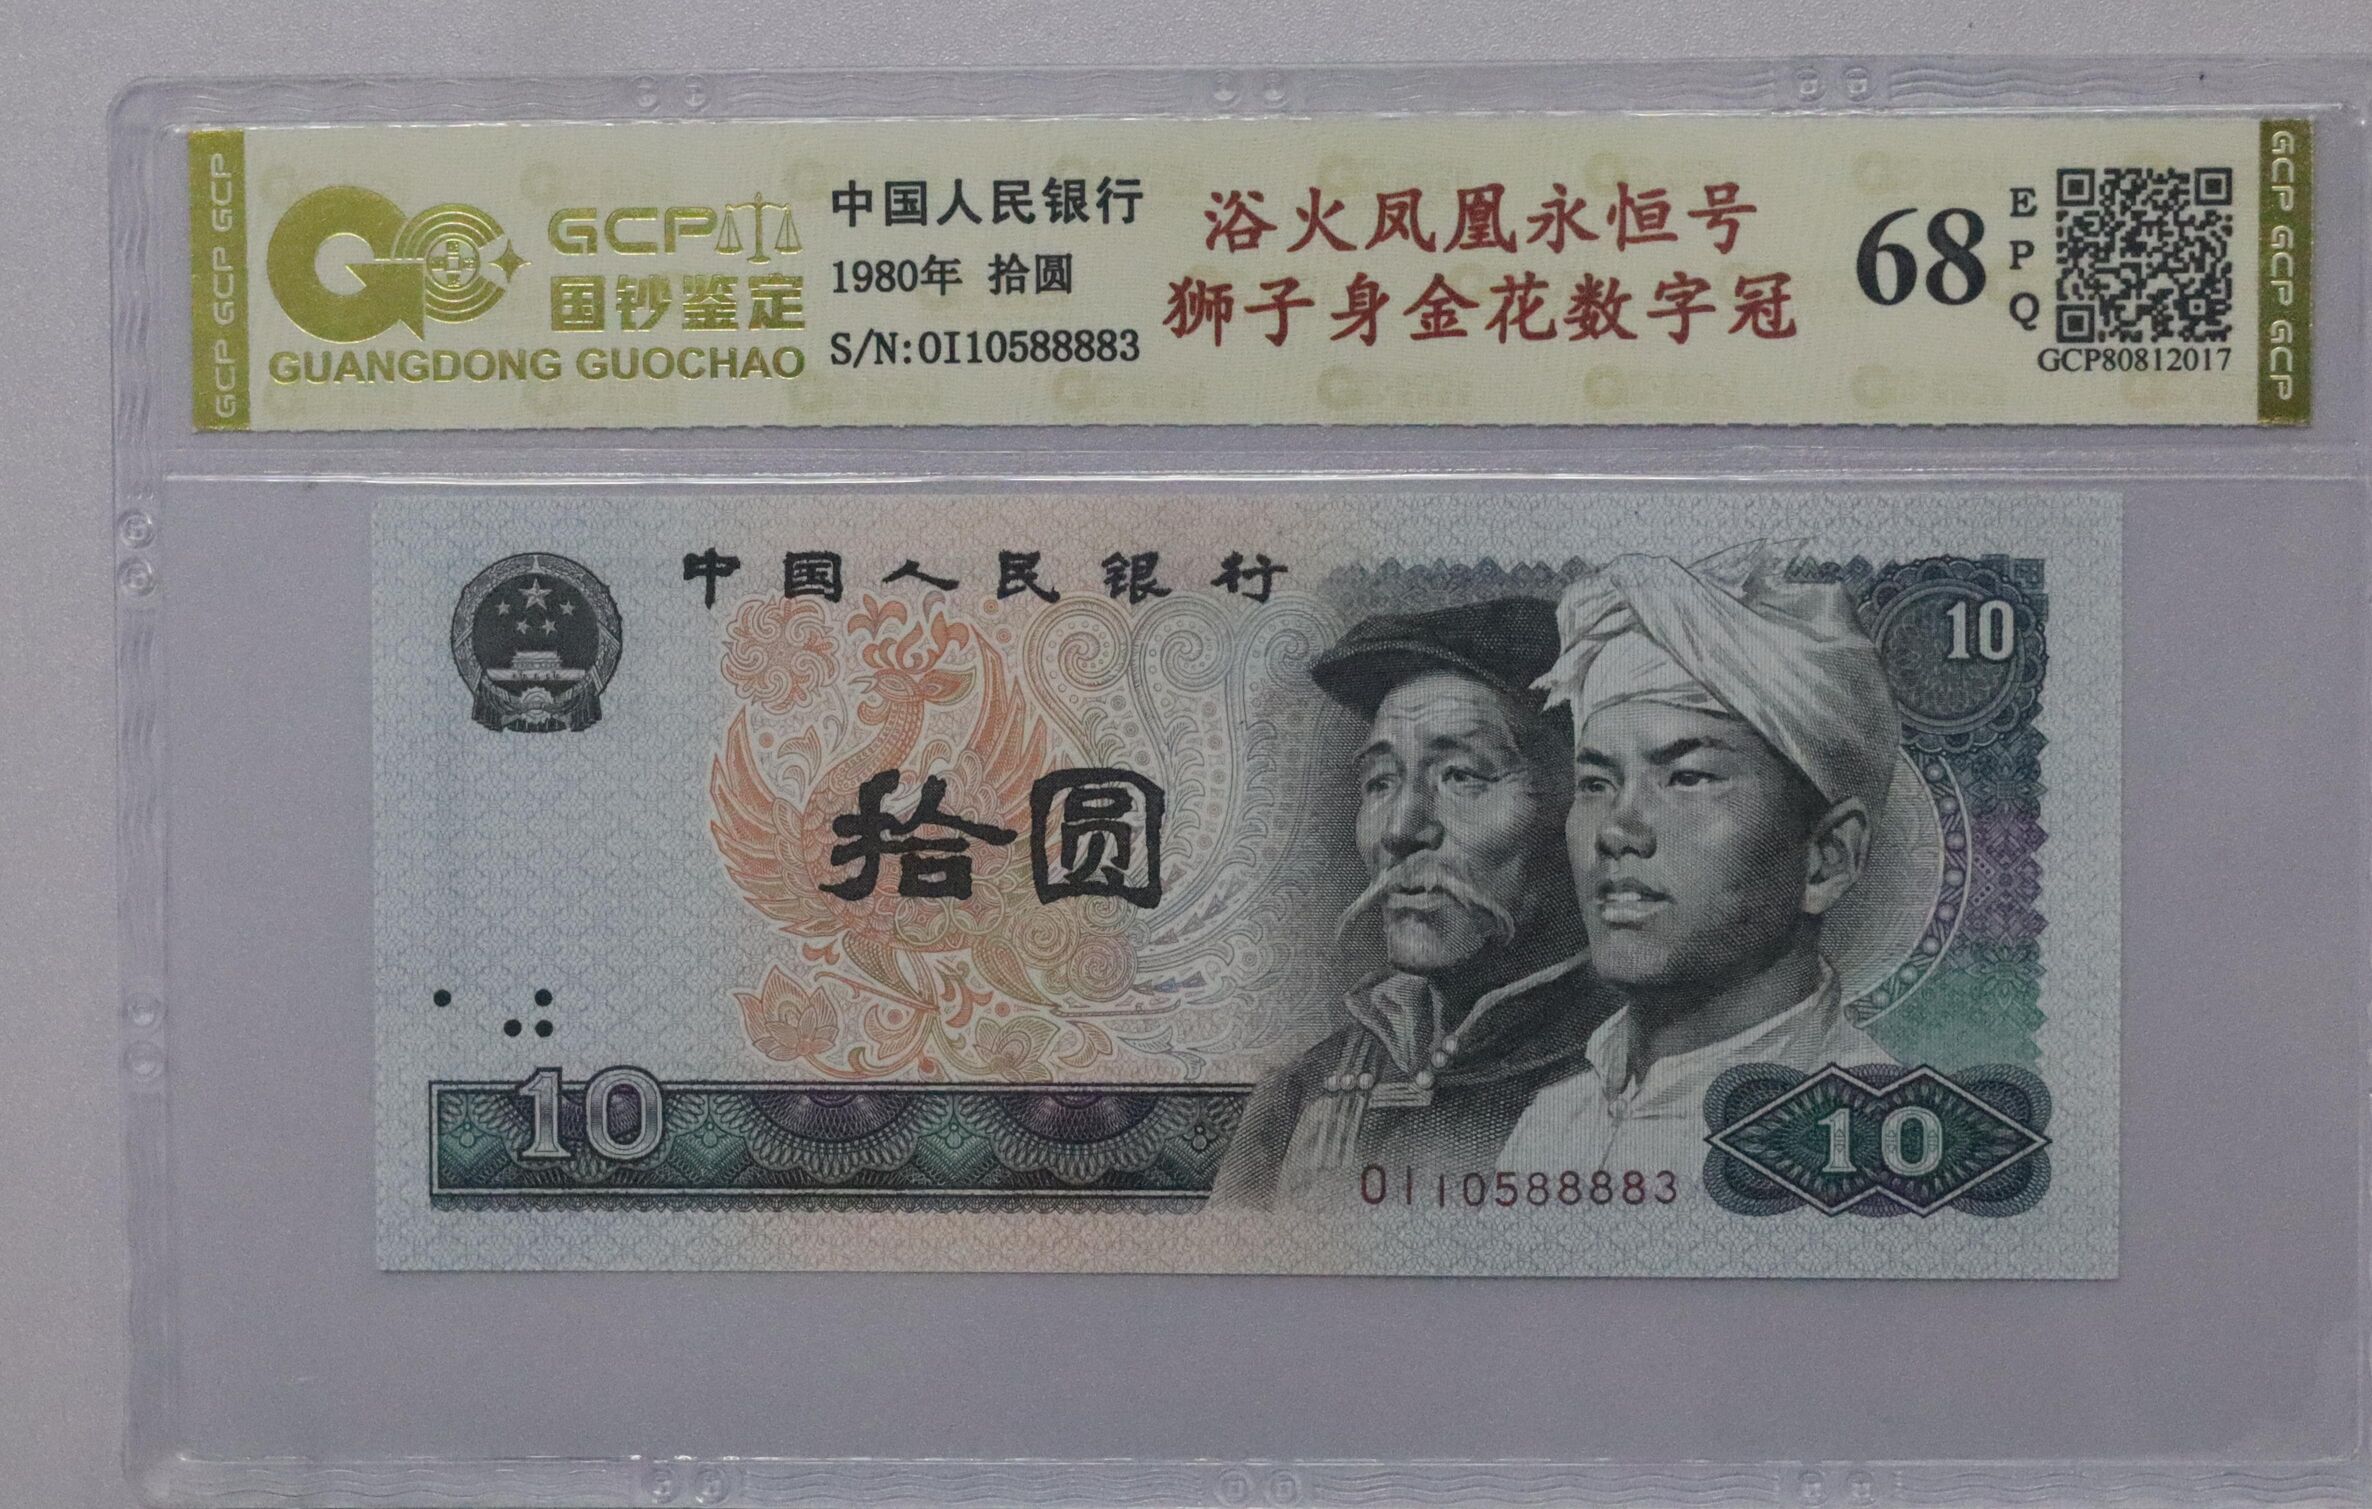 GCP GCP GCP
GCP
国钞鉴定
GUANGDONG GUOCHAO
中国人民银行
1980年 拾圆
S/N:OI10588883
浴火凤凰永恒号
狮子身金花数字冠
68
EPQ
GCP80812017
GCP GCP GCP
中国人民银行
10
拾圆
10
OI10588883
10